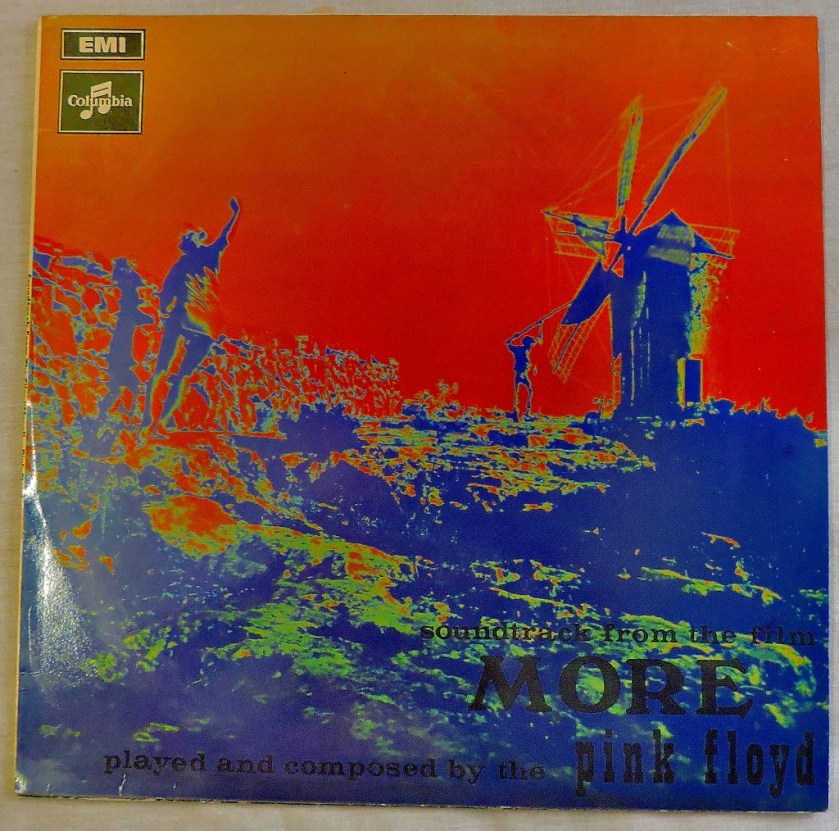 EMI
Columbia
soundtrack from the film
MORE
played and composed by the pink floyd